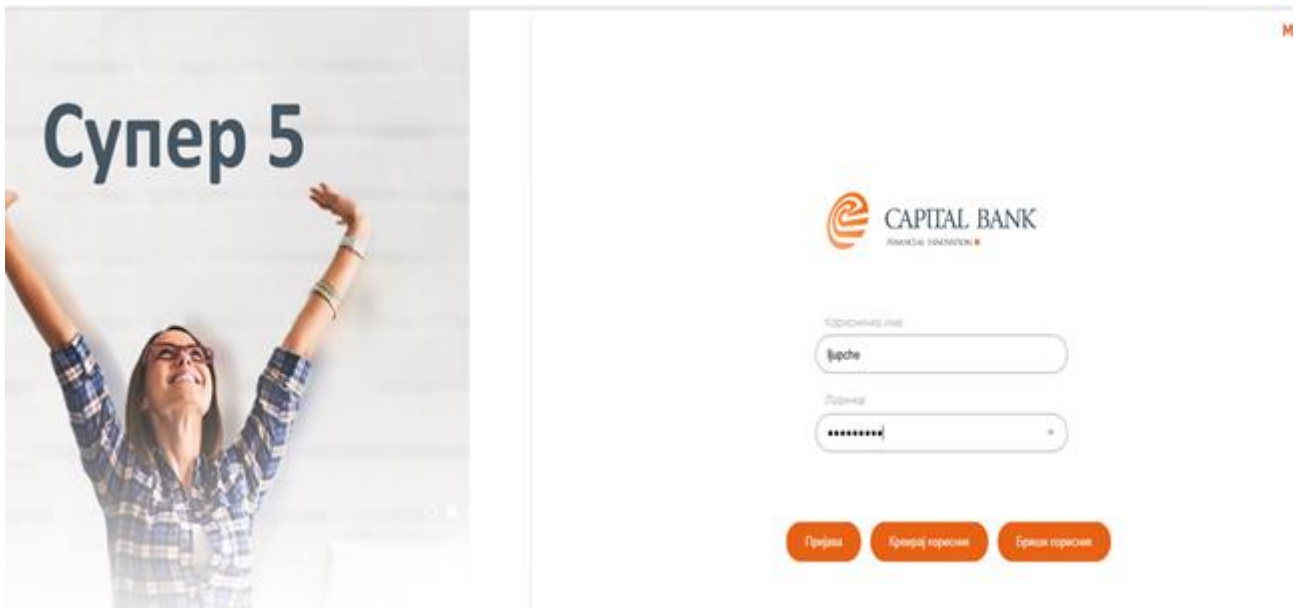 Супер 5
М
CAPITAL BANK
FINANCIAL INNOVATION
Корисничко име
ljupche
Лозинка
•••••••••
Пријава
Креирај корисник
Бриши корисник